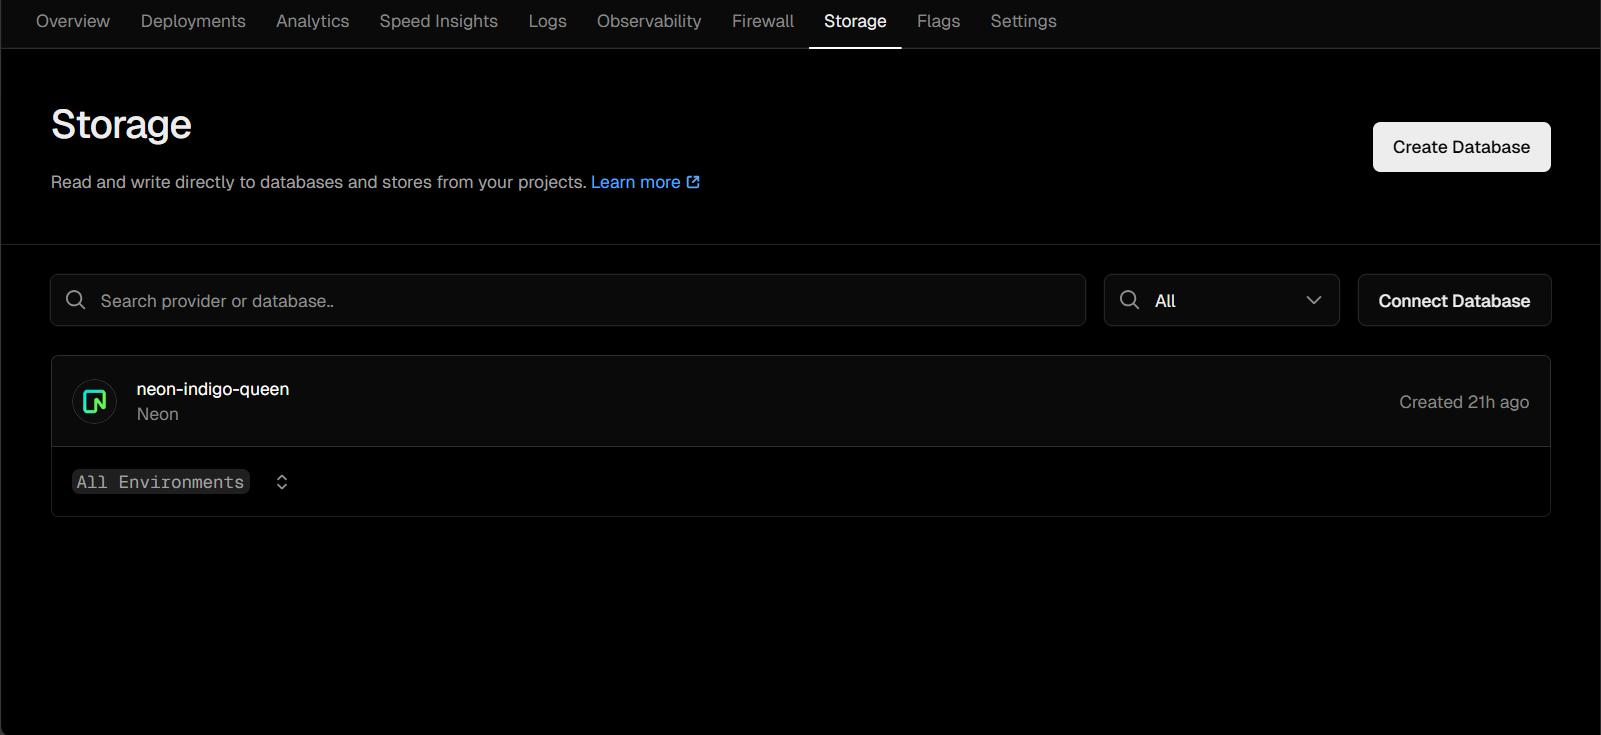 Overview Deployments Analytics Speed Insights Logs Observability Firewall Storage Flags Settings
Storage
Create Database
Read and write directly to databases and stores from your projects. Learn more
Search provider or database..
All
Connect Database
neon-indigo-queen
Neon
Created 21h ago
All Environments